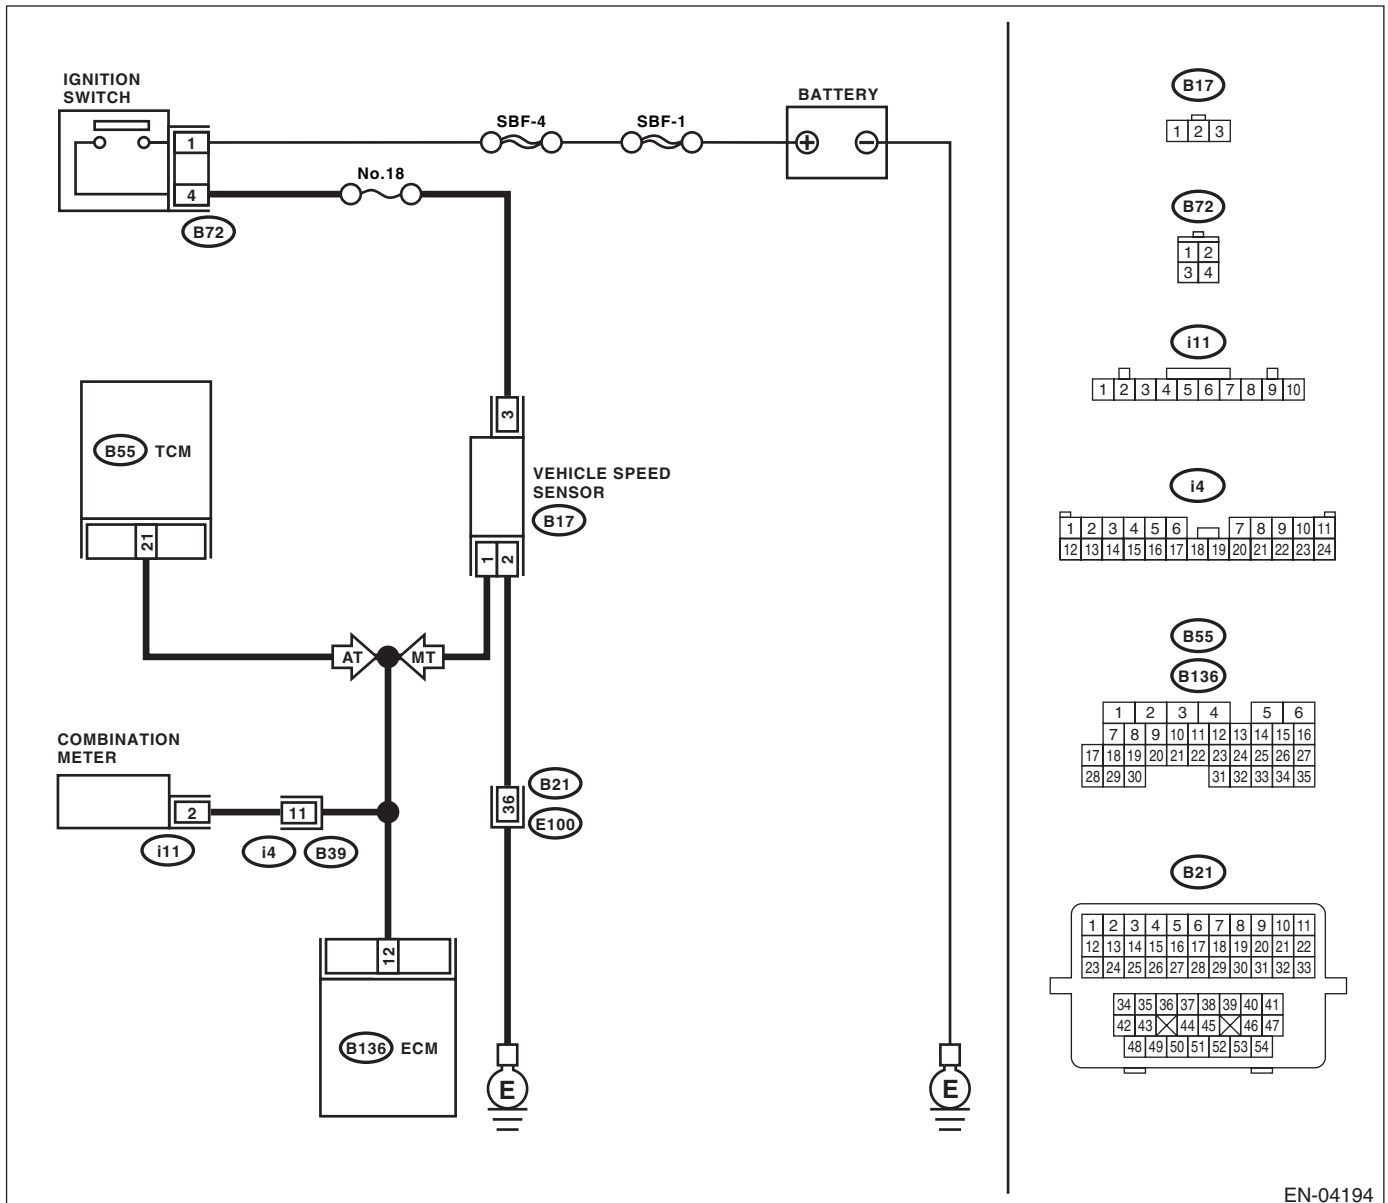 IGNITION
SWITCH
1
4
B72
SBF-4
SBF-1
No.18
BATTERY
+
−
B55 TCM
21
3
VEHICLE SPEED
SENSOR
B17
1 2
AT
MT
COMBINATION
METER
2
i11
11
i4
B39
36
B21
E100
12
B136 ECM
E
E
B17
1 2 3
B72
1 2
3 4
i11
1 2 3 4 5 6 7 8 9 10
i4
1 2 3 4 5 6 7 8 9 10 11
12 13 14 15 16 17 18 19 20 21 22 23 24
B55
B136
1 2 3 4 5 6
7 8 9 10 11 12 13 14 15 16
17 18 19 20 21 22 23 24 25 26 27
28 29 30 31 32 33 34 35
B21
1 2 3 4 5 6 7 8 9 10 11
12 13 14 15 16 17 18 19 20 21 22
23 24 25 26 27 28 29 30 31 32 33
34 35 36 37 38 39 40 41
42 43 44 45 46 47
48 49 50 51 52 53 54
EN-04194